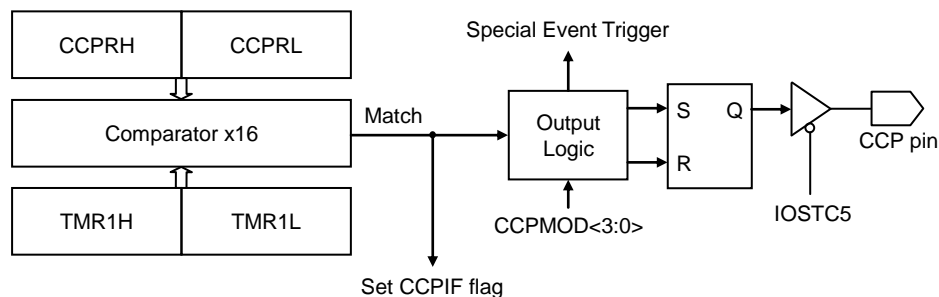 CCPRH CCPRL
Special Event Trigger
Comparator x16
Match
Output
Logic
S Q
R
CCP pin
TMR1H TMR1L
CCPMOD<3:0>
IOSTC5
Set CCPIF flag